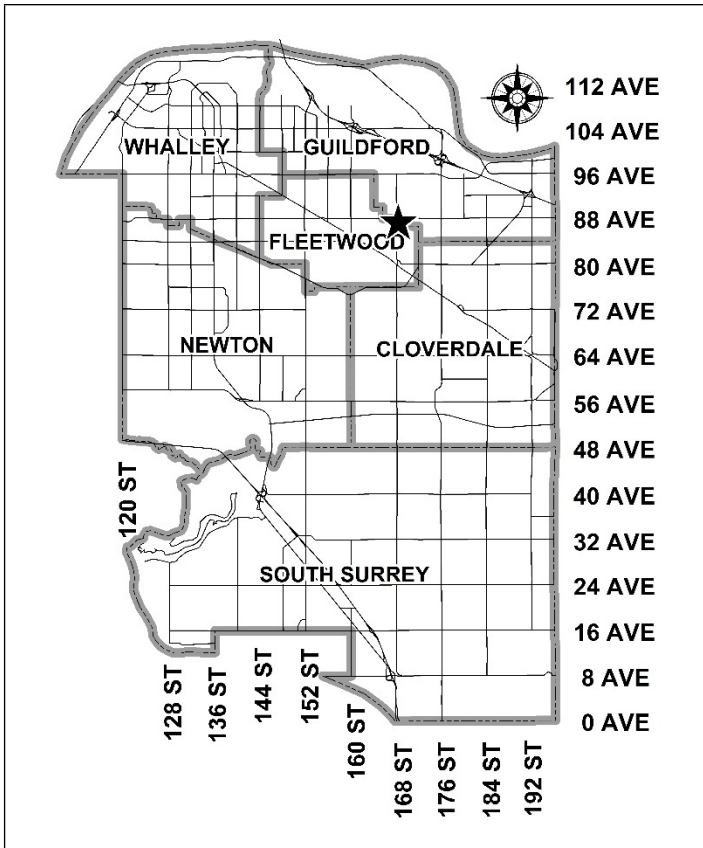 112 AVE
104 AVE
WHALLEY
GUILDFORD
96 AVE
88 AVE
FLEETWOOD
80 AVE
72 AVE
NEWTON
CLOVERDALE
64 AVE
56 AVE
48 AVE
120 ST
40 AVE
32 AVE
SOUTH SURREY
24 AVE
16 AVE
8 AVE
0 AVE
128 ST
136 ST
144 ST
152 ST
160 ST
168 ST
176 ST
184 ST
192 ST